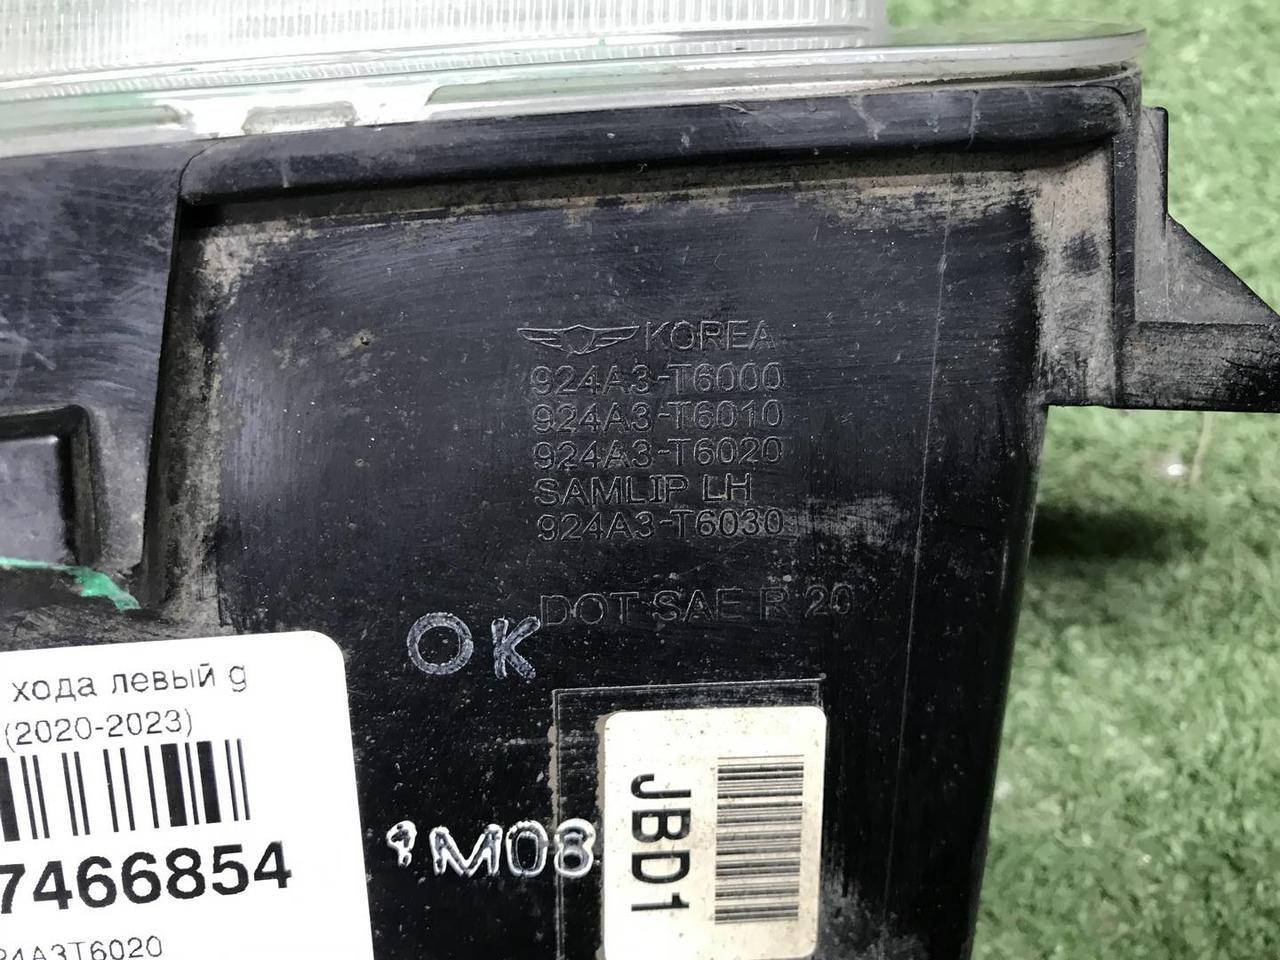 KOREA
924A3-T6000
924A3-T6010
924A3-T6020
SAMLIP LH
924A3-T6030
DOT SAE R 20
OK
хода левый g
(2020-2023)
7466854
24A3T6020
M08
JBD1